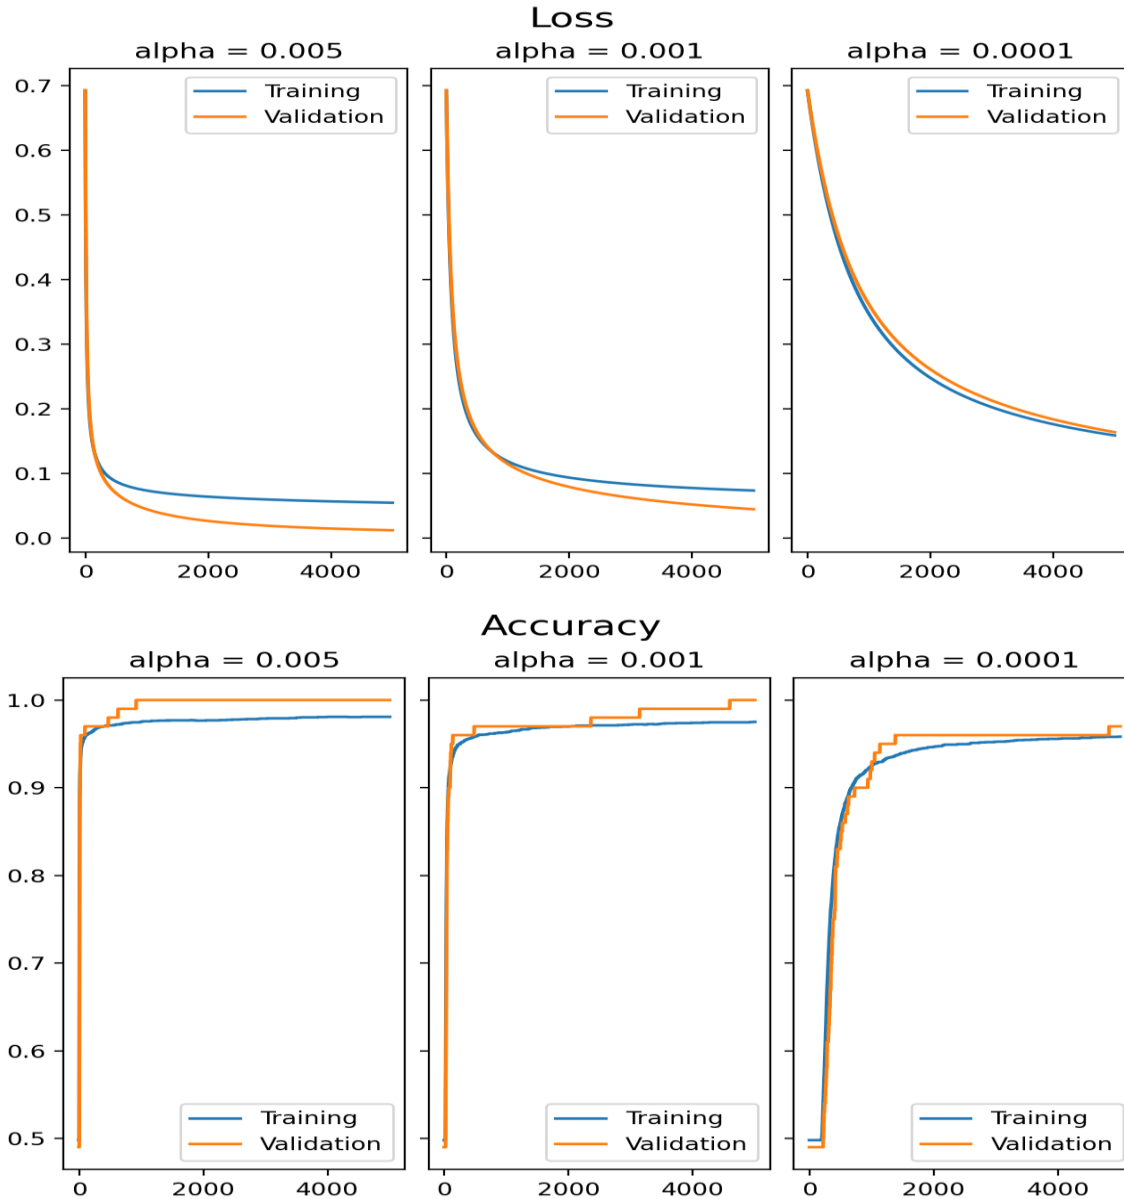 Loss
alpha = 0.005 alpha = 0.001 alpha = 0.0001
0.7
0.6
0.5
0.4
0.3
0.2
0.1
0.0
Training Training Training
Validation Validation Validation
0 2000 4000 0 2000 4000 0 2000 4000
Accuracy
alpha = 0.005 alpha = 0.001 alpha = 0.0001
1.0
0.9
0.8
0.7
0.6
0.5
Training Training Training
Validation Validation Validation
0 2000 4000 0 2000 4000 0 2000 4000